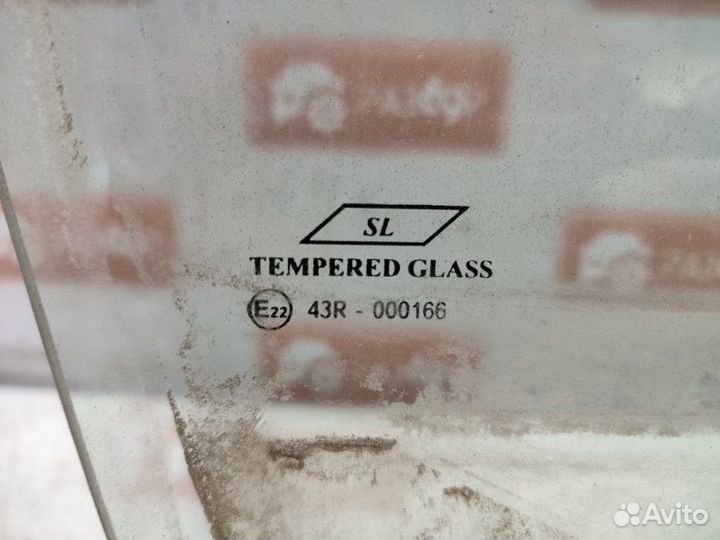 SL
TEMPERED GLASS
E22 43R - 000166
Avito